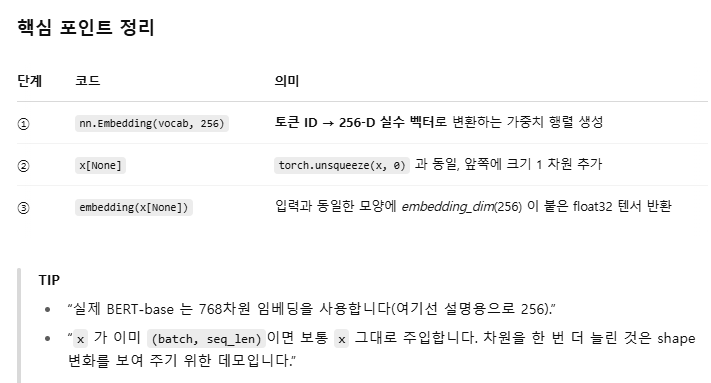 핵심 포인트 정리
단계 코드 의미
① nn.Embedding(vocab, 256) 토큰 ID → 256-D 실수 벡터로 변환하는 가중치 행렬 생성
② x[None] torch.unsqueeze(x, 0) 과 동일, 앞쪽에 크기 1 차원 추가
③ embedding(x[None]) 입력과 동일한 모양에 embedding_dim(256) 이 붙은 float32 텐서 반환
TIP
• “실제 BERT-base 는 768차원 임베딩을 사용합니다(여기선 설명용으로 256).”
• “x 가 이미 (batch, seq_len)이면 보통 x 그대로 주입합니다. 차원을 한 번 더 늘린 것은 shape
변화를 보여 주기 위한 데모입니다.”